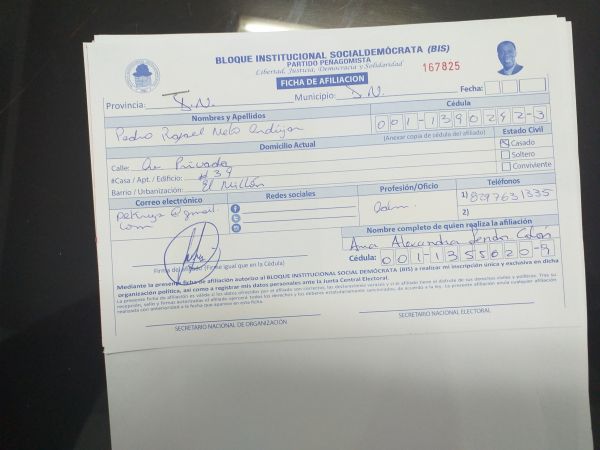 BLOQUE INSTITUCIONAL SOCIALDEMÓCRATA (BIS)
PARTIDO PEÑAGOMISTA
Libertad, Justicia, Democracia y Solidaridad
FICHA DE AFILIACION
167825
Provincia: D.N. Municipio: D.N. Fecha:
Nombres y Apellidos Cédula
Pedro Rafael Melo 001-1390292-3
(Anexar copia de cédula del afiliado)
Domicilio Actual Estado Civil
Calle: Av Privada Casado
#Casa / Apt. / Edificio: #39 Soltero
Barrio / Urbanización: El Millón Conviviente
Correo electrónico Redes sociales Profesión/Oficio Teléfonos
@gmail. Adm. 1) 8297631335
com 2)
Nombre completo de quien realiza la afiliación
Ana Alexandra Colón
Firma del afiliado (Firme igual que en la Cédula) Cédula: 001-1355020-9
Mediante la presente ficha de afiliación autorizo al BLOQUE INSTITUCIONAL SOCIAL DEMÓCRATA (BIS) a realizar mi inscripción única y exclusiva en dicha
organización política, así como a registrar mis datos personales ante la Junta Central Electoral.
SECRETARIO NACIONAL DE ORGANIZACIÓN SECRETARIO NACIONAL ELECTORAL